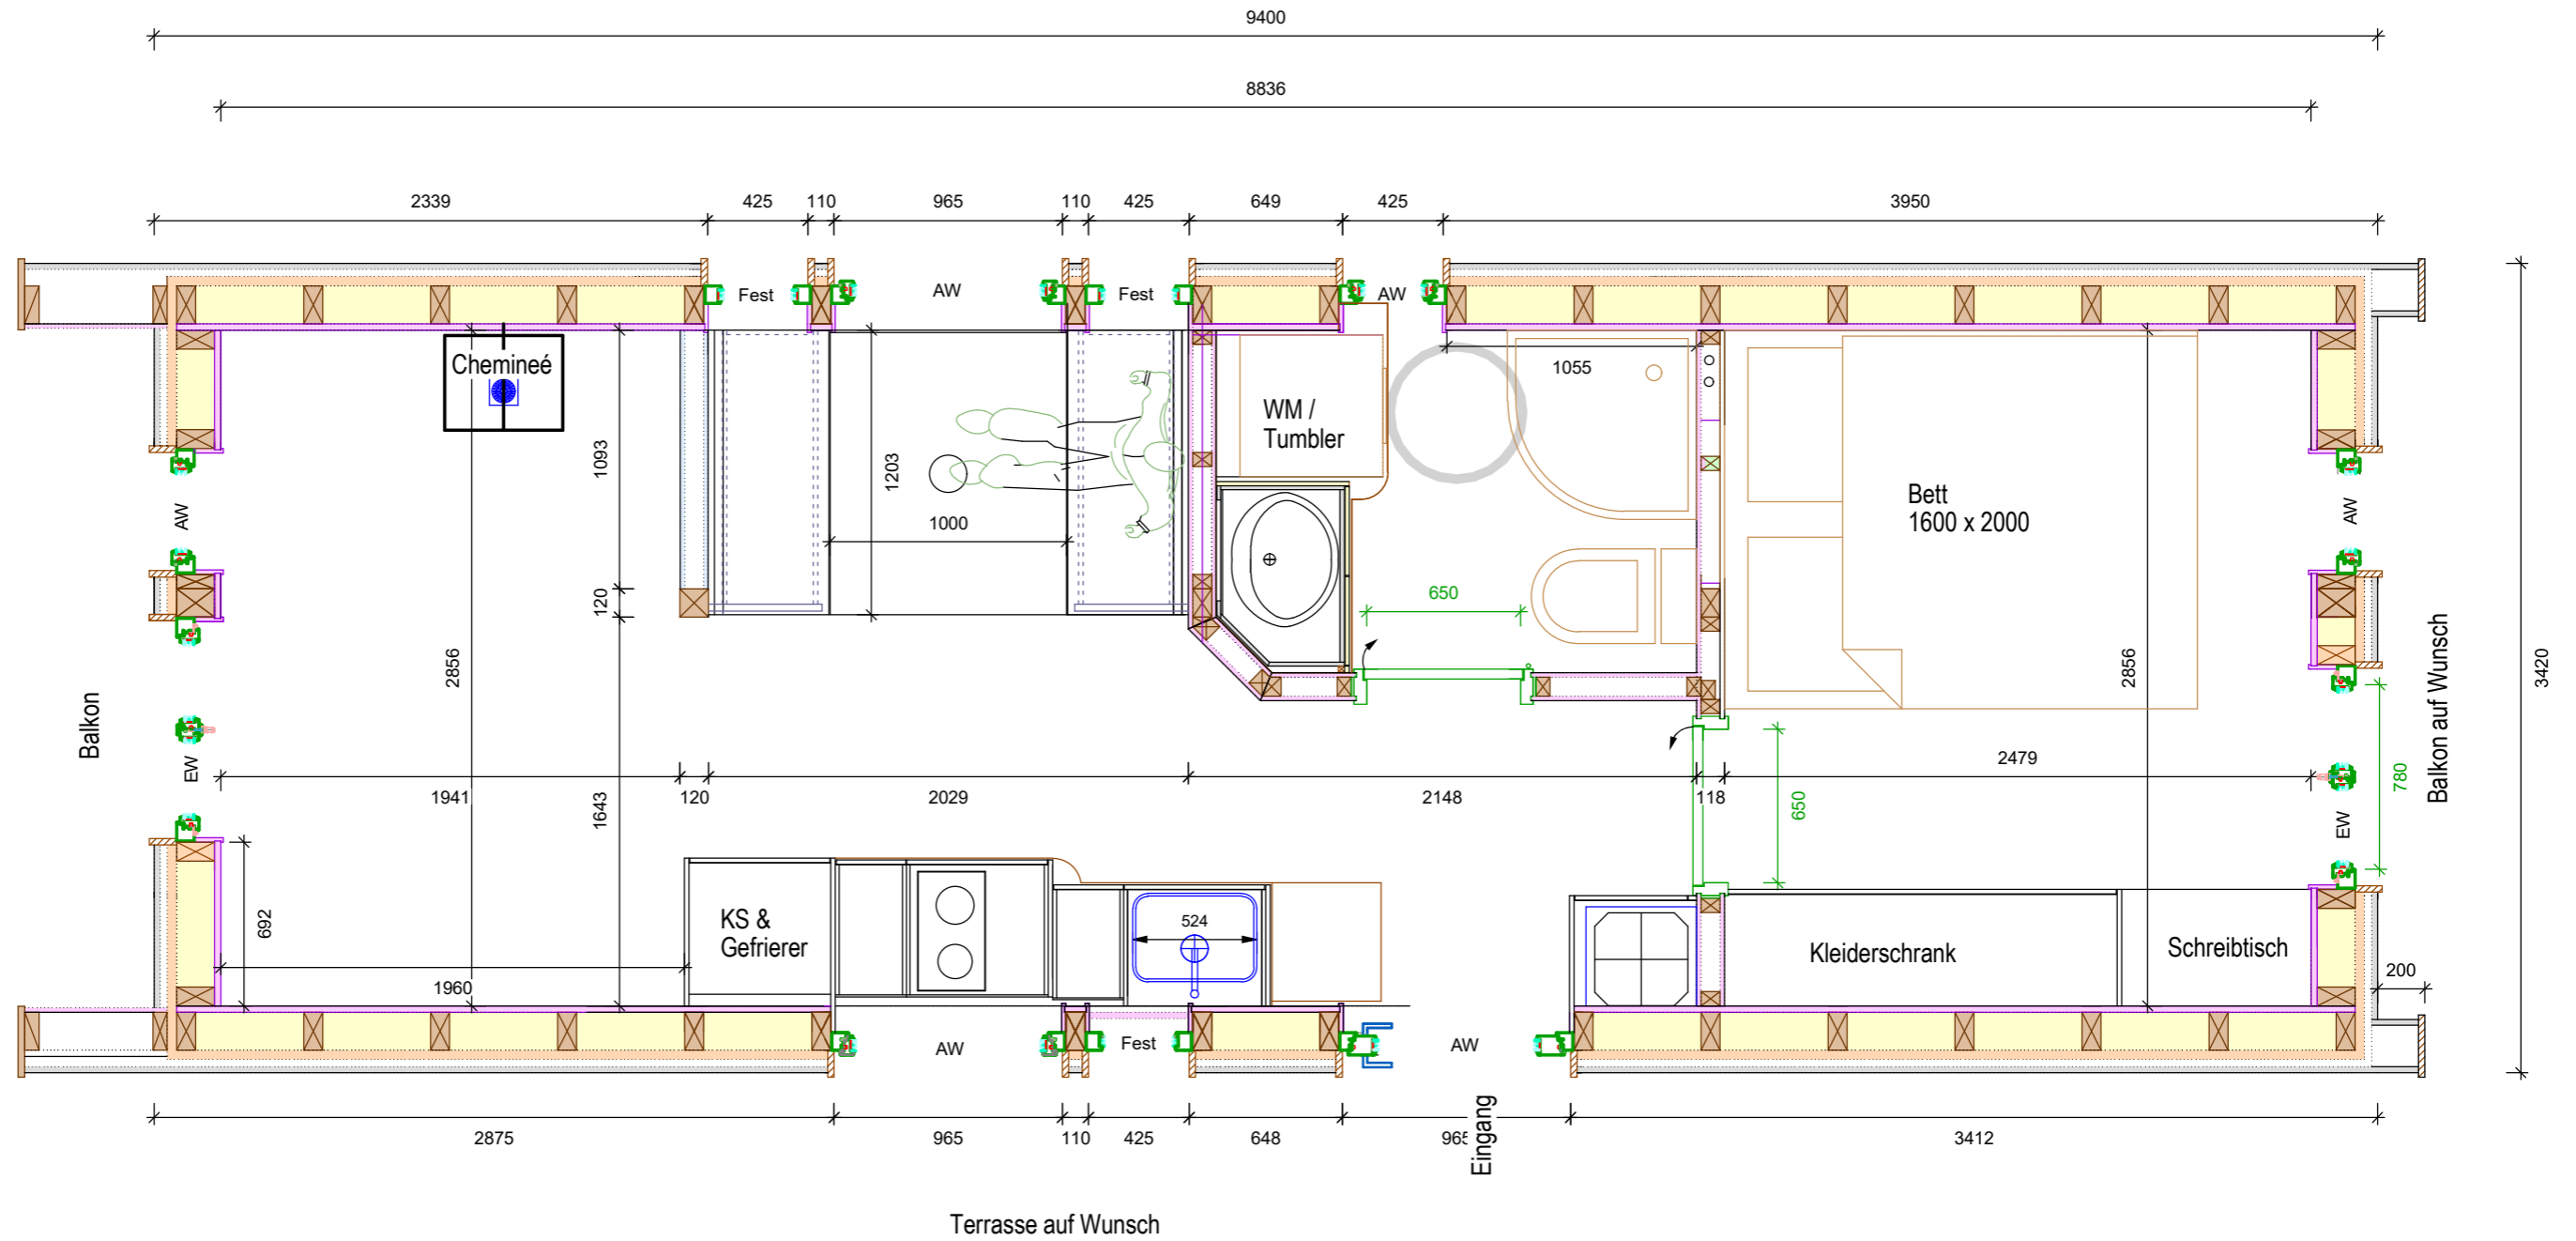 9400
8836
2339 425 110 965 110 425 649 425 3950
Fest AW Fest AW
Chemineé
1055
WM /
Tumbler
1093
1203
1000
Bett
1600 x 2000
AW
AW
120
650
2856
2856
3420
Balkon
Balkon auf Wunsch
EW
1941 120 2029 2148 118 2479
1643
650
780
EW
692
KS &
Gefrierer
524
Kleiderschrank
Schreibtisch
1960
200
AW Fest AW
2875 965 110 425 648 965 3412
Eingang
Terrasse auf Wunsch